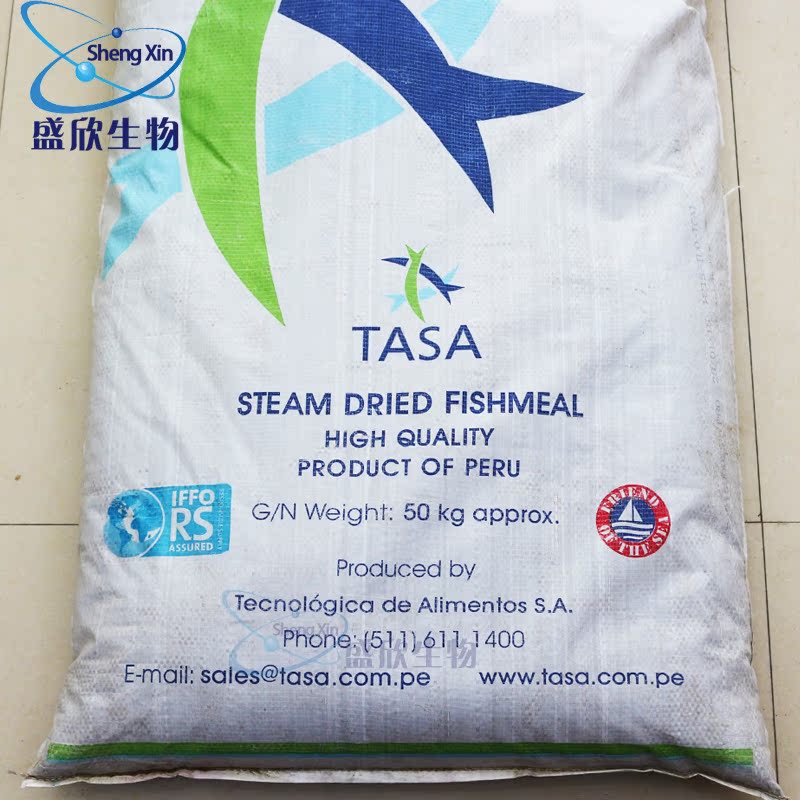 Sheng Xin
盛欣生物
TASA
STEAM DRIED FISHMEAL
HIGH QUALITY
PRODUCT OF PERU
IFFO
RS
ASSURED
G/N Weight: 50 kg approx.
FRIEND
OF THE SEA
Produced by
Tecnológica de Alimentos S.A.
Sheng Xin
盛欣生物
Phone: (511) 611 1400
E-mail: sales@tasa.com.pe www.tasa.com.pe